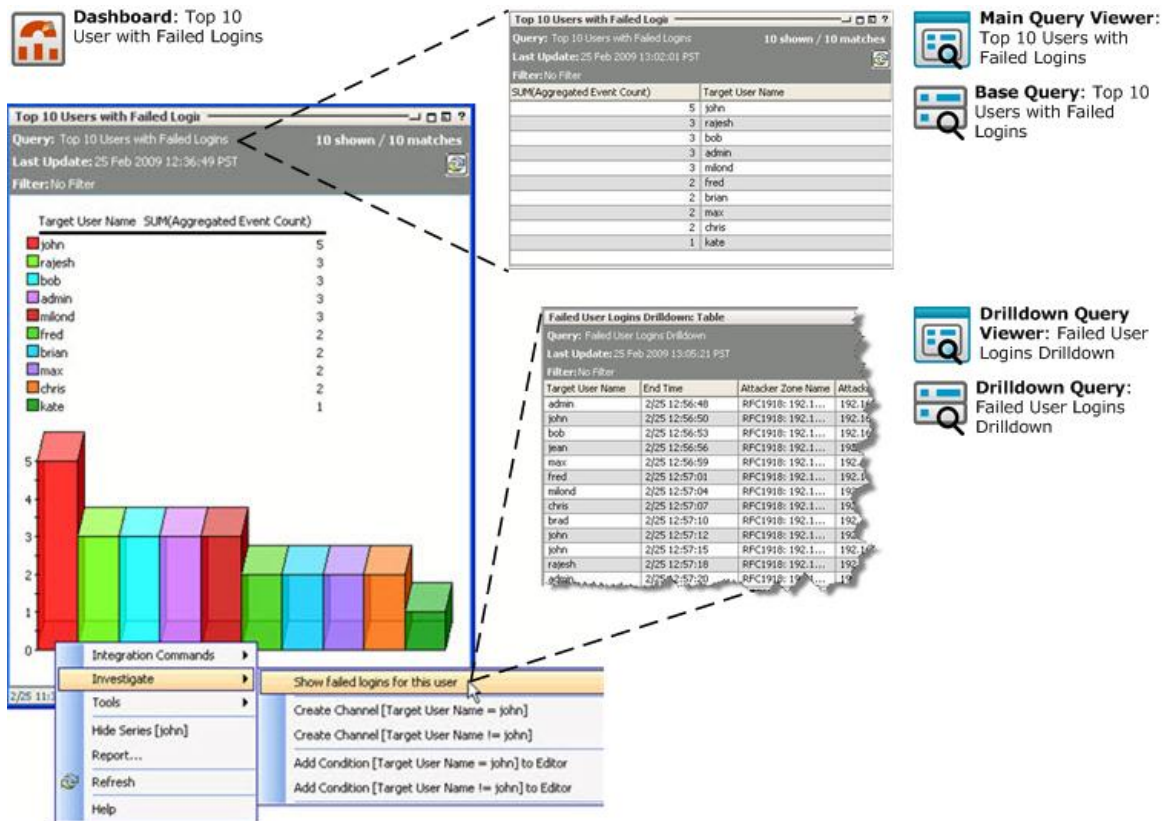 Dashboard: Top 10
User with Failed Logins
Top 10 Users with Failed Login
Query: Top 10 Users with Failed Logins 10 shown / 10 matches
Last Update: 25 Feb 2009 12:36:49 PST
Filter: No Filter
Target User Name SUM(Aggregated Event Count)
john 5
rajesh 3
bob 3
admin 3
milond 3
fred 2
brian 2
max 2
chris 2
kate 1
5
4
3
2
1
0
Integration Commands
Investigate
Tools
Hide Series [john]
Report...
Refresh
Help
Show failed logins for this user
Create Channel [Target User Name = john]
Create Channel [Target User Name != john]
Add Condition [Target User Name = john] to Editor
Add Condition [Target User Name != john] to Editor
Top 10 Users with Failed Login
Query: Top 10 Users with Failed Logins 10 shown / 10 matches
Last Update: 25 Feb 2009 13:02:01 PST
Filter: No Filter
SUM(Aggregated Event Count) Target User Name
5 john
3 rajesh
3 bob
3 admin
3 milond
2 fred
2 brian
2 max
2 chris
1 kate
Main Query Viewer:
Top 10 Users with
Failed Logins
Base Query: Top 10
Users with Failed
Logins
Failed User Logins Drilldown: Table
Query: Failed User Logins Drilldown
Last Update: 25 Feb 2009 13:05:21 PST
Filter: No Filter
Target User Name End Time Attacker Zone Name
admin 2/25 12:56:48 RFC1918: 192.1...
john 2/25 12:56:50 RFC1918: 192.1...
bob 2/25 12:56:53 RFC1918: 192.1...
jean 2/25 12:56:56 RFC1918: 192.1...
max 2/25 12:56:59 RFC1918: 192.1...
fred 2/25 12:57:01 RFC1918: 192.1...
milond 2/25 12:57:04 RFC1918: 192.1...
chris 2/25 12:57:07 RFC1918: 192.1...
brad 2/25 12:57:10 RFC1918: 192.1...
john 2/25 12:57:12 RFC1918: 192.1...
john 2/25 12:57:15 RFC1918: 192.1...
rajesh 2/25 12:57:18 RFC1918: 192.1...
admin 2/25 12:57:20 RFC1918:
Drilldown Query
Viewer: Failed User
Logins Drilldown
Drilldown Query:
Failed User Logins
Drilldown